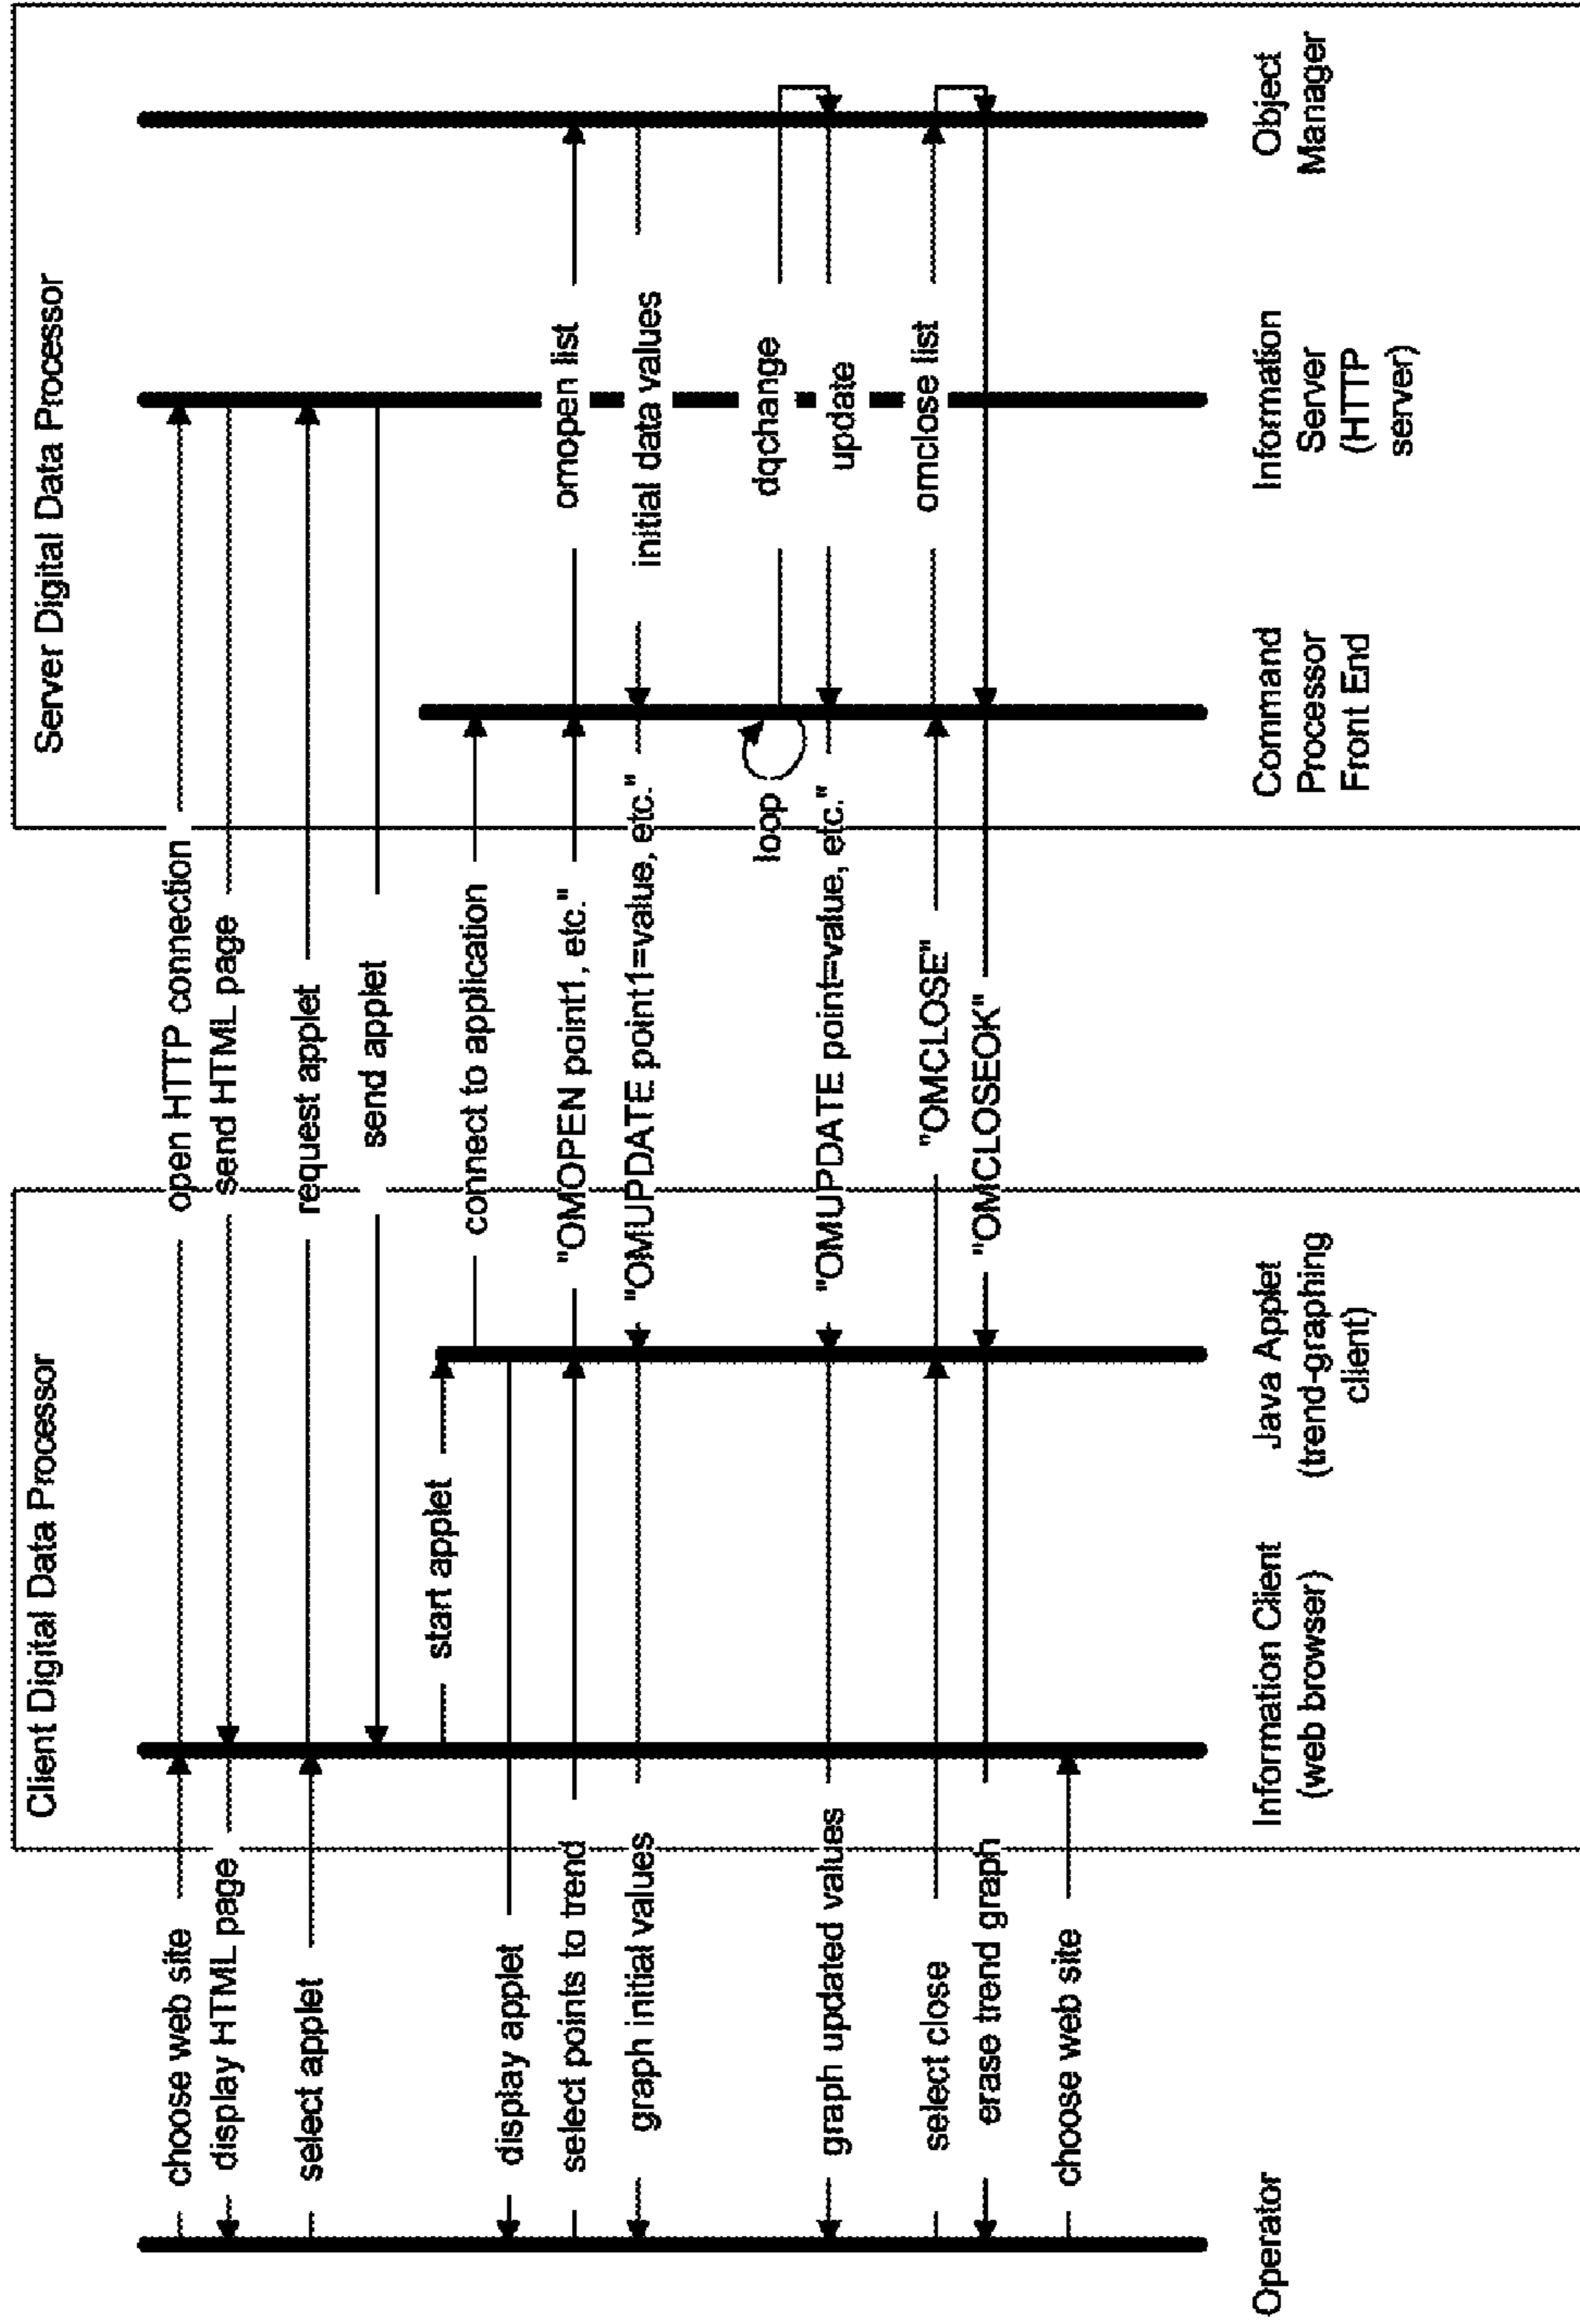 Client Digital Data Processor
Server Digital Data Processor
choose web site
open HTTP connection
display HTML page
send HTML page
select applet
request applet
send applet
start applet
connect to application
display applet
select points to trend
"OMOPEN point1, etc."
omopen list
graph initial values
"OMUPDATE point1=value, etc."
initial data values
loop
dqchange
graph updated values
"OMUPDATE point=value, etc."
update
select close
"OMCLOSE"
omclose list
erase trend graph
"OMCLOSEOK"
choose web site
Operator
Information Client
(web browser)
Java Applet
(trend-graphing
client)
Command
Processor
Front End
Information
Server
(HTTP
server)
Object
Manager